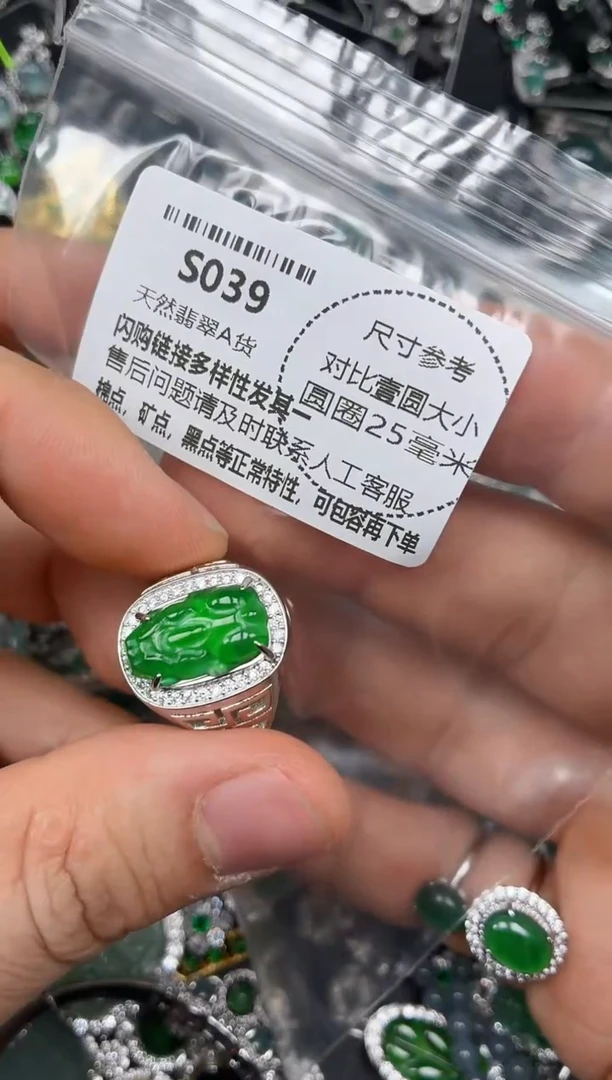 S039
天然翡翠A货
闪购链接多样性发其一
售后问题请及时联系人工客服
棉点，矿点，黑点等正常特性，可包容再下单
尺寸参考
对比蓄圆大小
圆圈25毫米